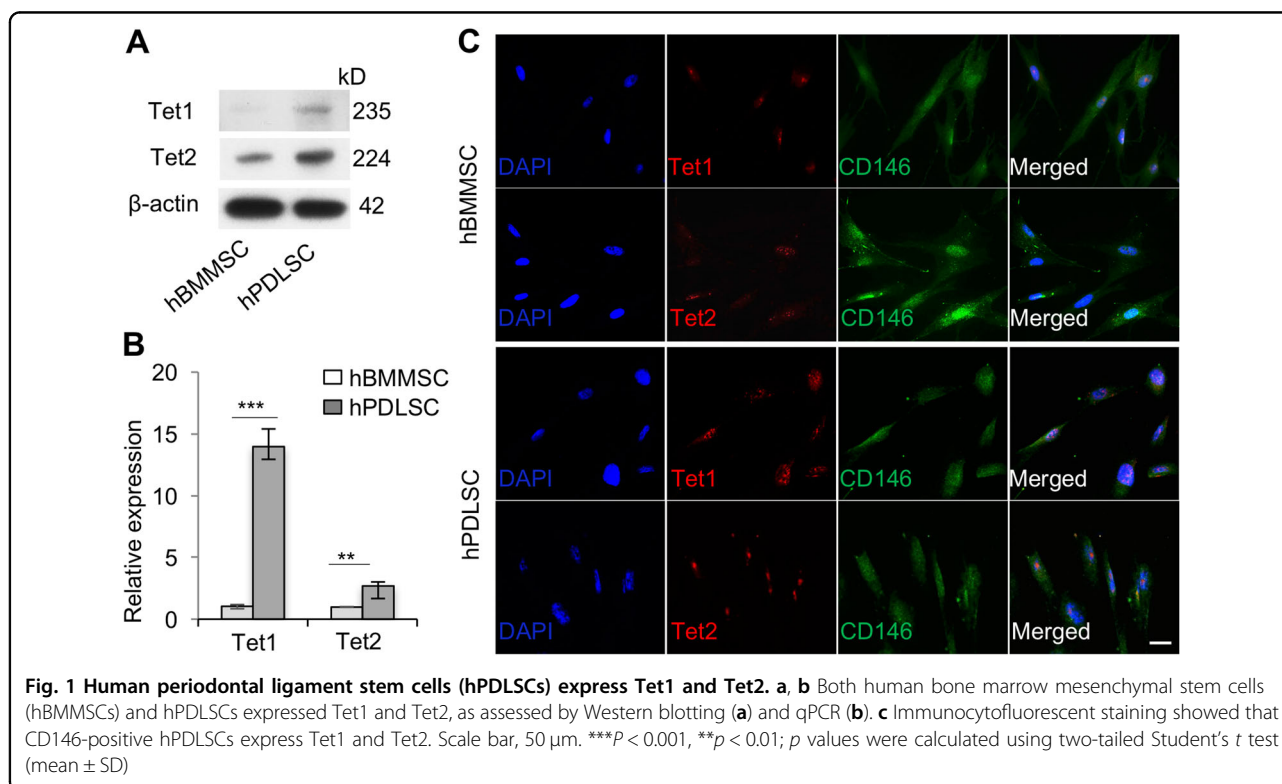 A
kD
Tet1 235
Tet2 224
β-actin 42
hBMMSC hPDLSC
B
Relative expression
20
15
10
5
0
hBMMSC
hPDLSC
***
**
Tet1 Tet2
C
hBMMSC
DAPI Tet1 CD146 Merged
DAPI Tet2 CD146 Merged
hPDLSC
DAPI Tet1 CD146 Merged
DAPI Tet2 CD146 Merged
Fig. 1 Human periodontal ligament stem cells (hPDLSCs) express Tet1 and Tet2. a, b Both human bone marrow mesenchymal stem cells
(hBMMSCs) and hPDLSCs expressed Tet1 and Tet2, as assessed by Western blotting (a) and qPCR (b). c Immunocytofluorescent staining showed that
CD146-positive hPDLSCs express Tet1 and Tet2. Scale bar, 50 μm. ***P < 0.001, **p < 0.01; p values were calculated using two-tailed Student's t test
(mean ± SD)